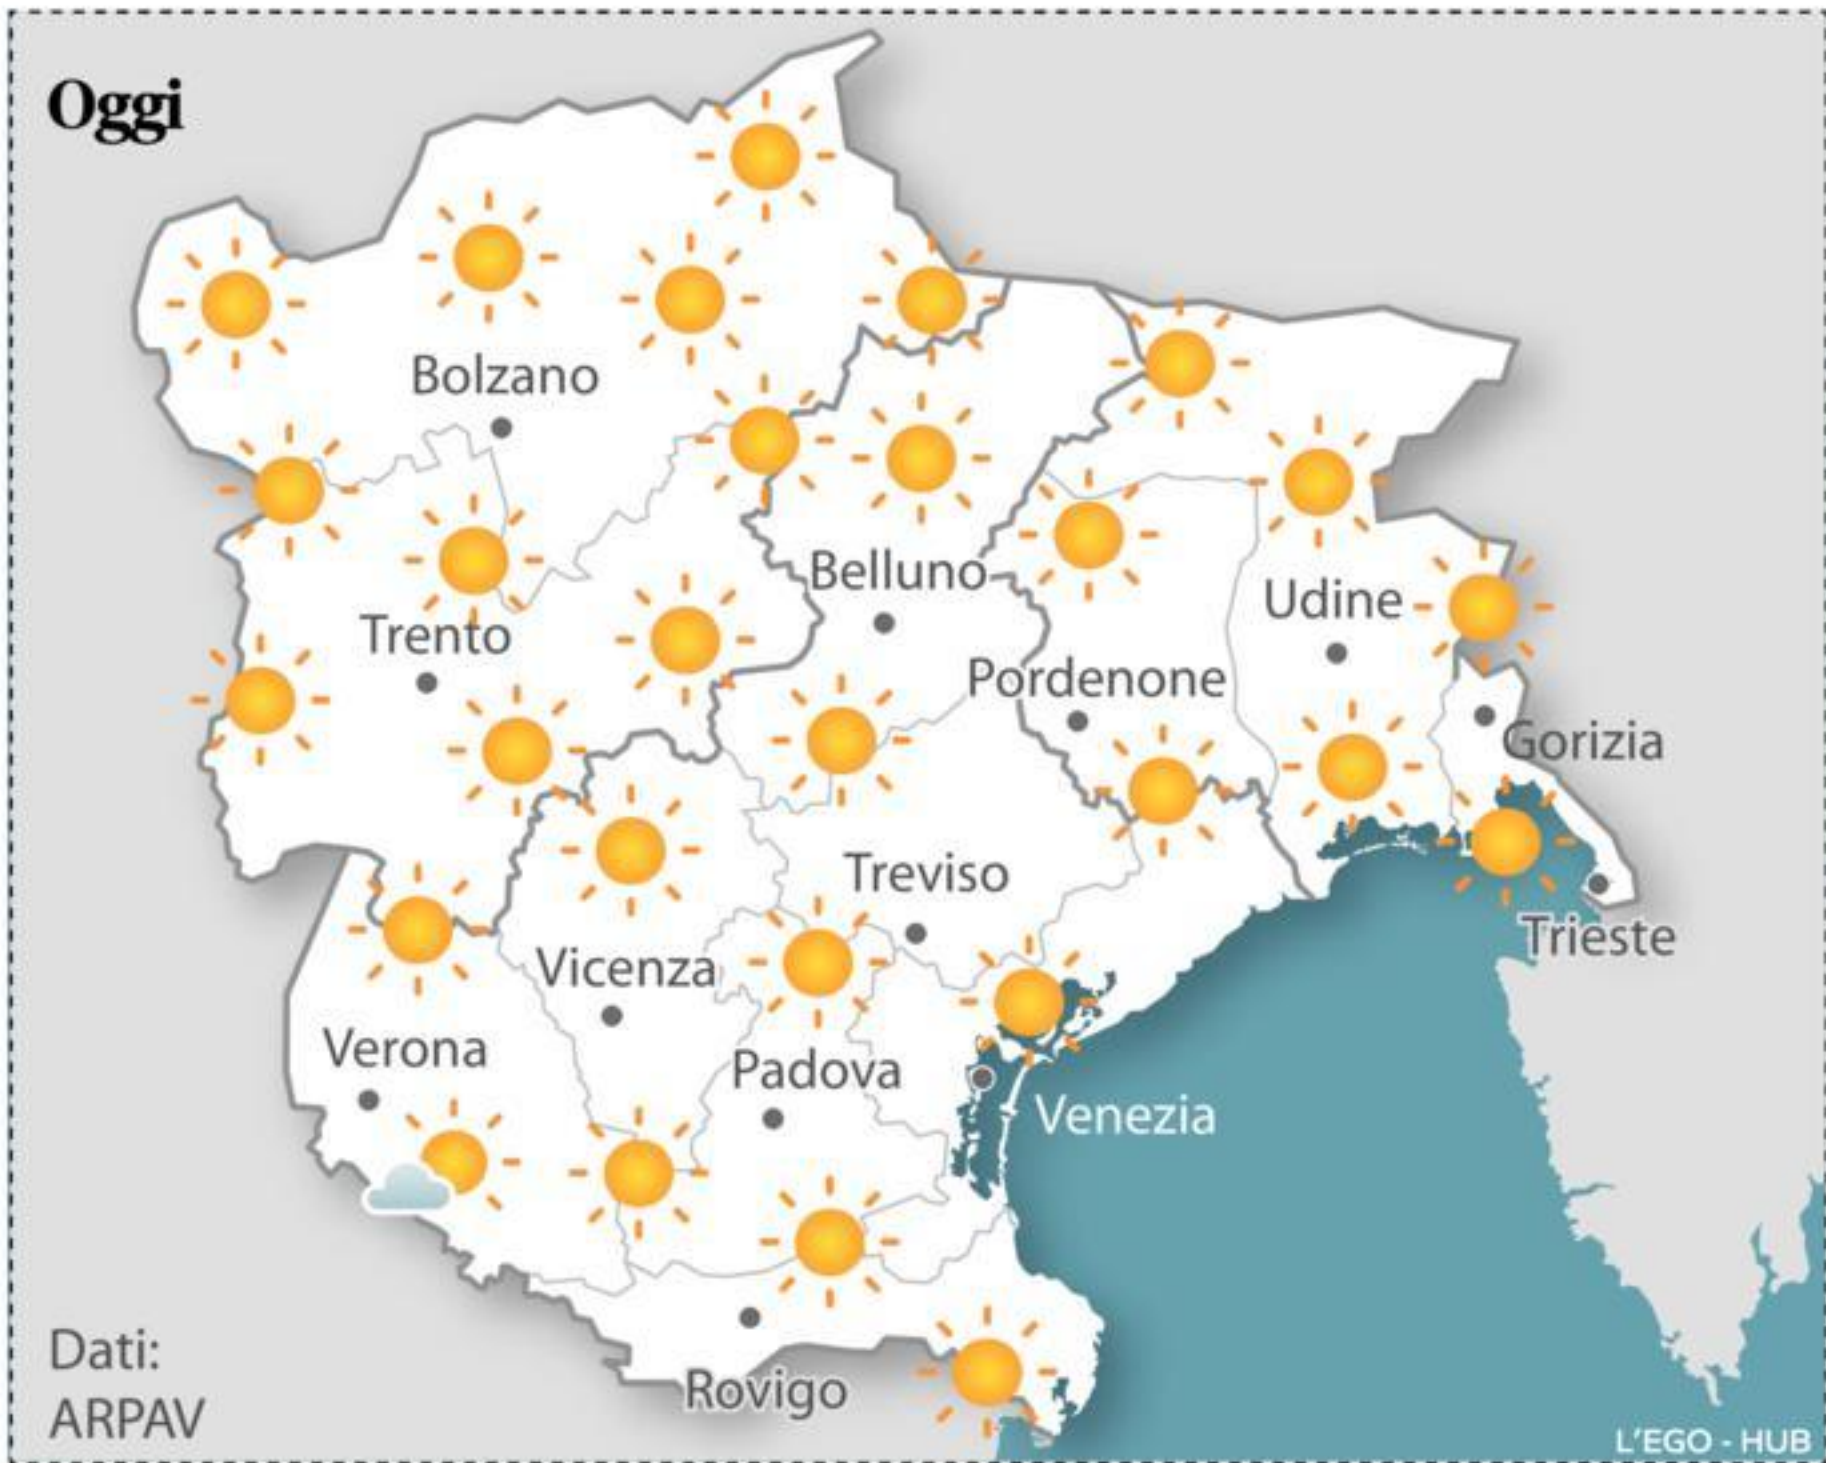 Oggi
Bolzano
Belluno
Udine
Trento
Pordenone
Gorizia
Treviso
Trieste
Vicenza
Verona
Padova
Venezia
Dati:
ARPAV
Rovigo
L'EGO - HUB